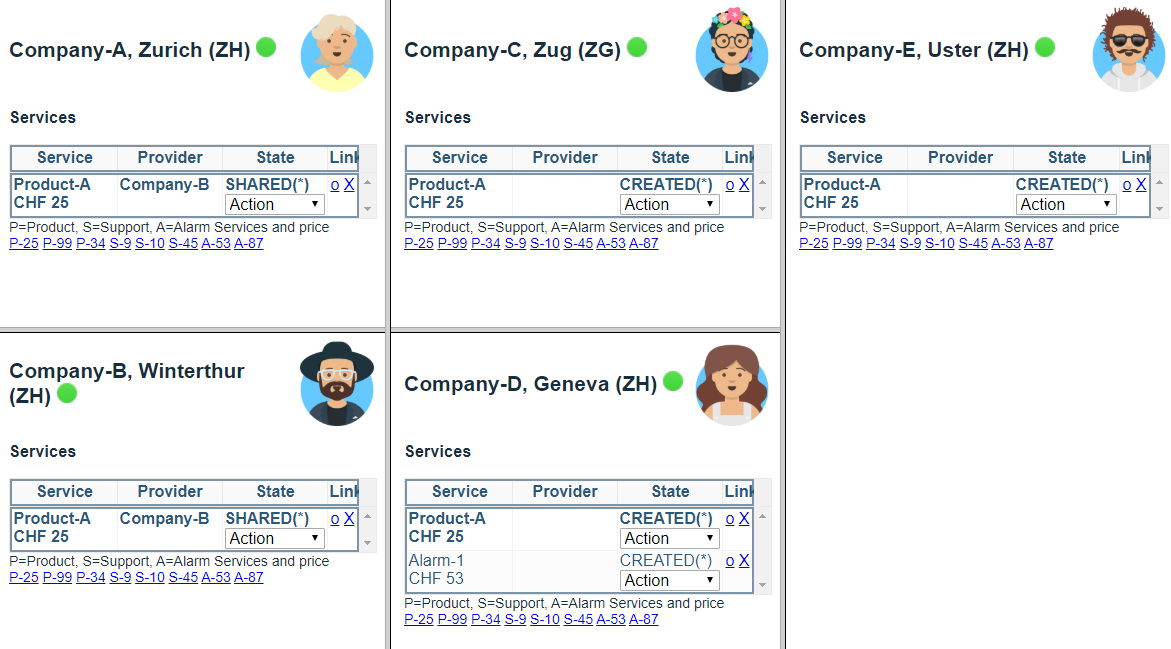 Company-A, Zurich (ZH)
Services
Service Provider State Link
Product-A Company-B SHARED(*) o X
CHF 25 Action
P=Product, S=Support, A=Alarm Services and price
P-25 P-99 P-34 S-9 S-10 S-45 A-53 A-87
Company-C, Zug (ZG)
Services
Service Provider State Link
Product-A CREATED(*) o X
CHF 25 Action
P=Product, S=Support, A=Alarm Services and price
P-25 P-99 P-34 S-9 S-10 S-45 A-53 A-87
Company-E, Uster (ZH)
Services
Service Provider State Link
Product-A CREATED(*) o X
CHF 25 Action
P=Product, S=Support, A=Alarm Services and price
P-25 P-99 P-34 S-9 S-10 S-45 A-53 A-87
Company-B, Winterthur
(ZH)
Services
Service Provider State Link
Product-A Company-B SHARED(*) o X
CHF 25 Action
P=Product, S=Support, A=Alarm Services and price
P-25 P-99 P-34 S-9 S-10 S-45 A-53 A-87
Company-D, Geneva (ZH)
Services
Service Provider State Link
Product-A CREATED(*) o X
CHF 25 Action
Alarm-1 CREATED(*) o X
CHF 53 Action
P=Product, S=Support, A=Alarm Services and price
P-25 P-99 P-34 S-9 S-10 S-45 A-53 A-87